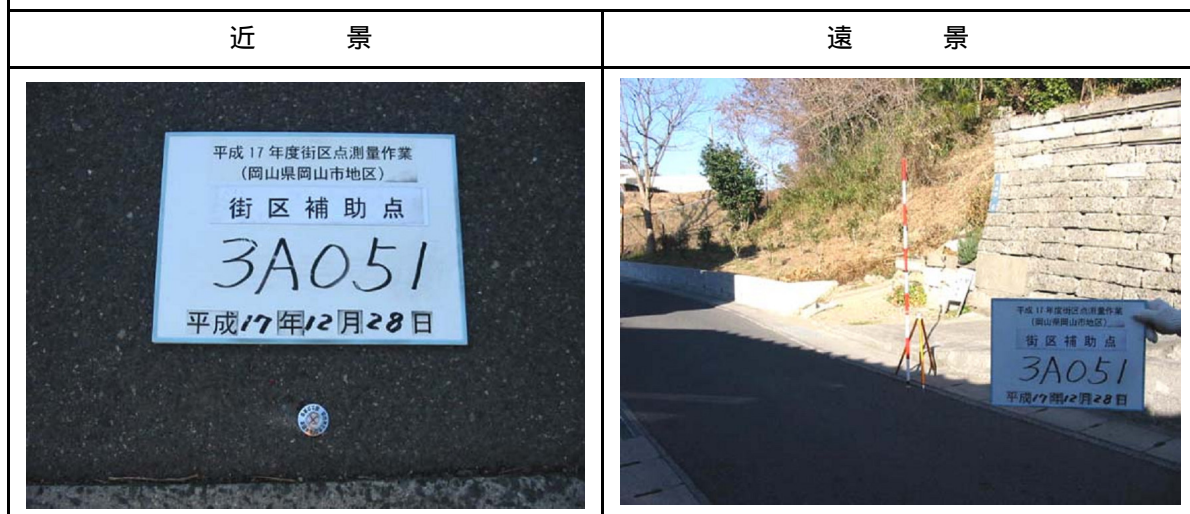 近 景
遠 景
平成 17 年度街区点測量作業
(岡山県岡山市地区)
街区補助点
3A051
平成17年12月28日
平成 17 年度街区点測量作業
(岡山県岡山市地区)
街区補助点
3A051
平成17年12月28日